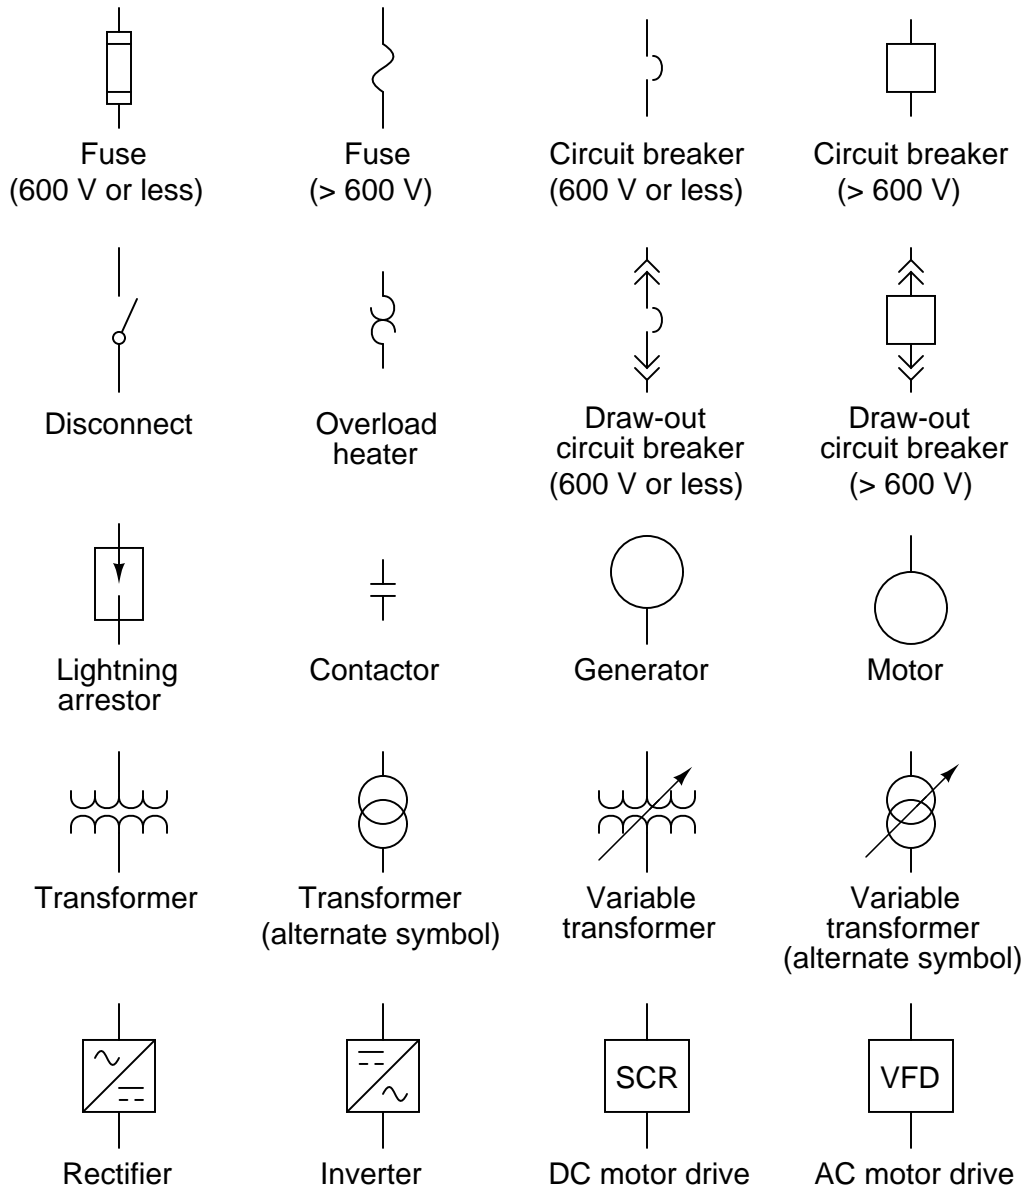 Fuse
(600 V or less)
Fuse
(> 600 V)
Circuit breaker
(600 V or less)
Circuit breaker
(> 600 V)
Disconnect
Overload
heater
Draw-out
circuit breaker
(600 V or less)
Draw-out
circuit breaker
(> 600 V)
Lightning
arrestor
Contactor
Generator
Motor
Transformer
Transformer
(alternate symbol)
Variable
transformer
Variable
transformer
(alternate symbol)
Rectifier
Inverter
SCR
DC motor drive
VFD
AC motor drive